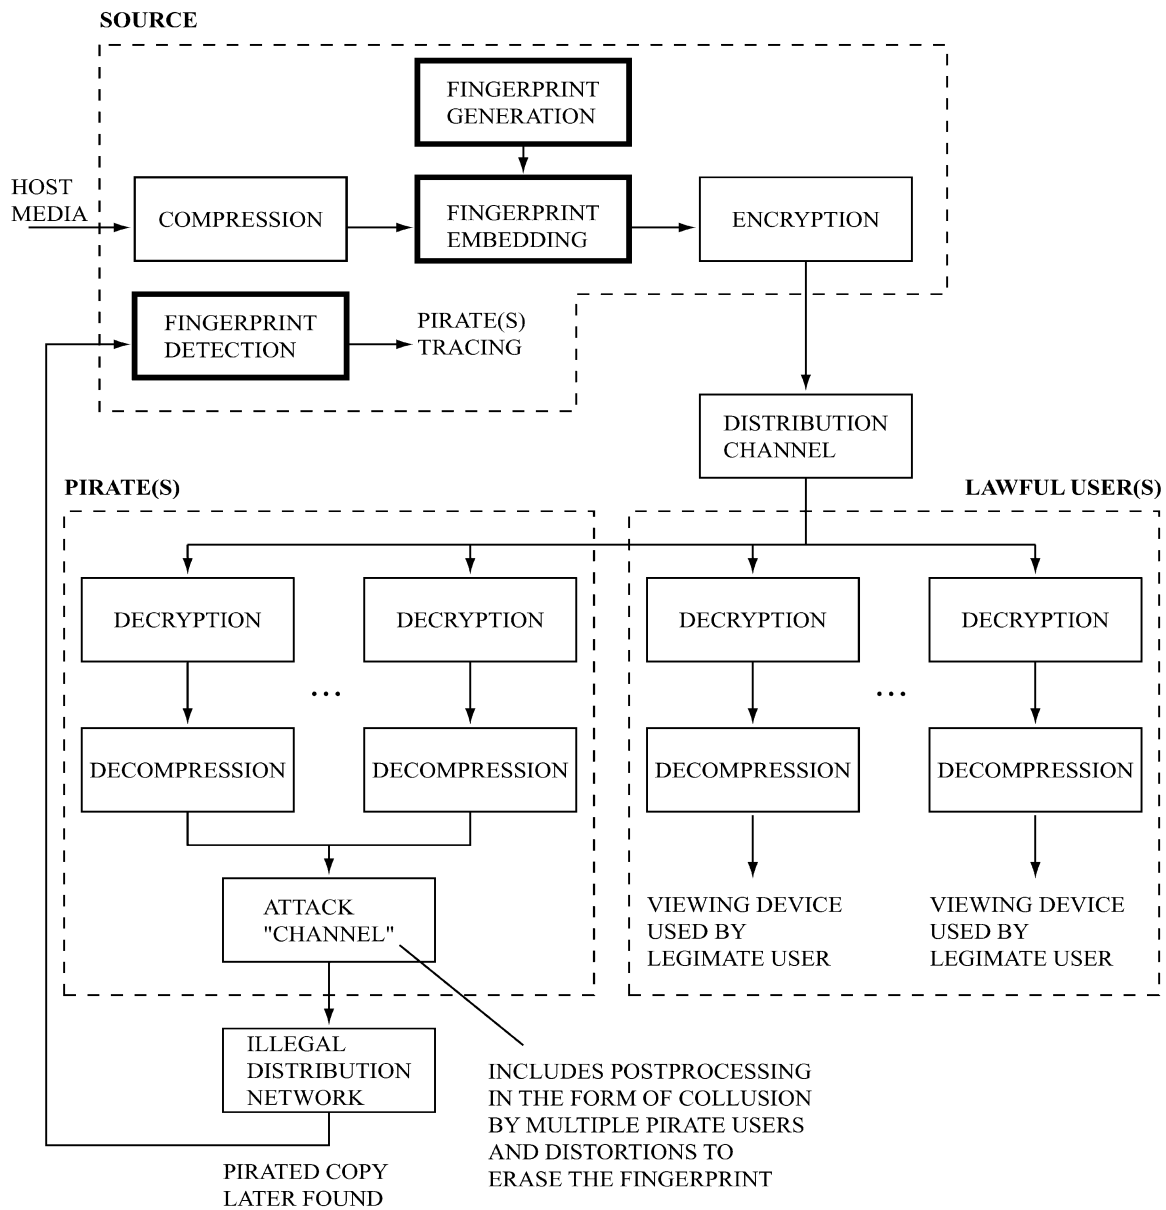 SOURCE
FINGERPRINT
GENERATION
HOST
MEDIA
COMPRESSION
FINGERPRINT
EMBEDDING
ENCRYPTION
FINGERPRINT
DETECTION
PIRATE(S)
TRACING
DISTRIBUTION
CHANNEL
PIRATE(S)
LAWFUL USER(S)
DECRYPTION
DECRYPTION
DECRYPTION
DECRYPTION
...
...
DECOMPRESSION
DECOMPRESSION
DECOMPRESSION
DECOMPRESSION
ATTACK
"CHANNEL"
VIEWING DEVICE
USED BY
LEGIMATE USER
VIEWING DEVICE
USED BY
LEGIMATE USER
ILLEGAL
DISTRIBUTION
NETWORK
INCLUDES POSTPROCESSING
IN THE FORM OF COLLUSION
BY MULTIPLE PIRATE USERS
AND DISTORTIONS TO
ERASE THE FINGERPRINT
PIRATED COPY
LATER FOUND